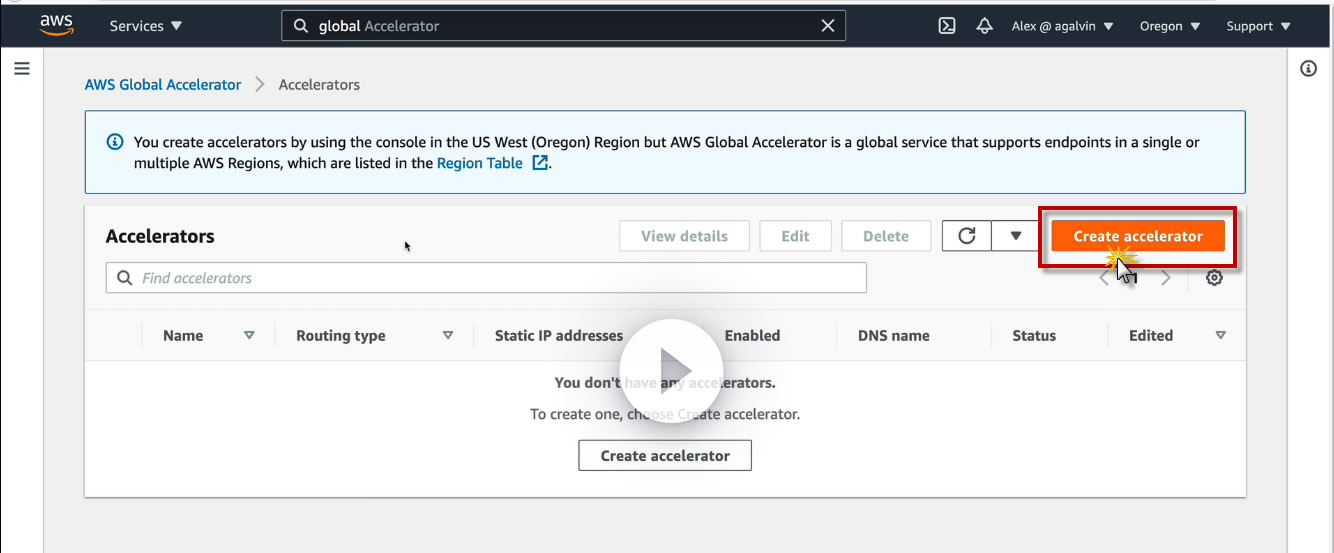 aws Services global Accelerator Alex @ agalvin Oregon Support
AWS Global Accelerator Accelerators
You create accelerators by using the console in the US West (Oregon) Region but AWS Global Accelerator is a global service that supports endpoints in a single or
multiple AWS Regions, which are listed in the Region Table.
Accelerators View details Edit Delete Create accelerator
Find accelerators 1
Name Routing type Static IP addresses Enabled DNS name Status Edited
You don't have any accelerators.
To create one, choose Create accelerator.
Create accelerator